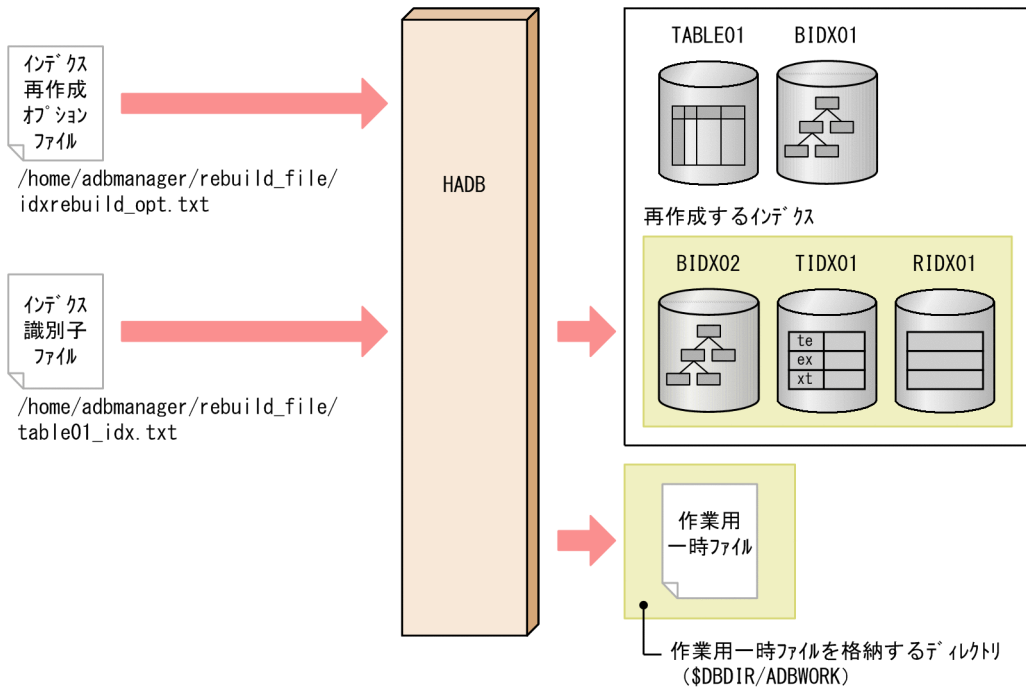 インデクス
再作成
オプション
ファイル
/home/adbmanager/rebuild_file/
idxrebuild_opt.txt
インデクス
識別子
ファイル
/home/adbmanager/rebuild_file/
table01_idx.txt
HADB
TABLE01 BIDX01
再作成するインデクス
BIDX02 TIDX01 RIDX01
te
ex
xt
作業用
一時ファイル
作業用一時ファイルを格納するディレクトリ
($DBDIR/ADBWORK)